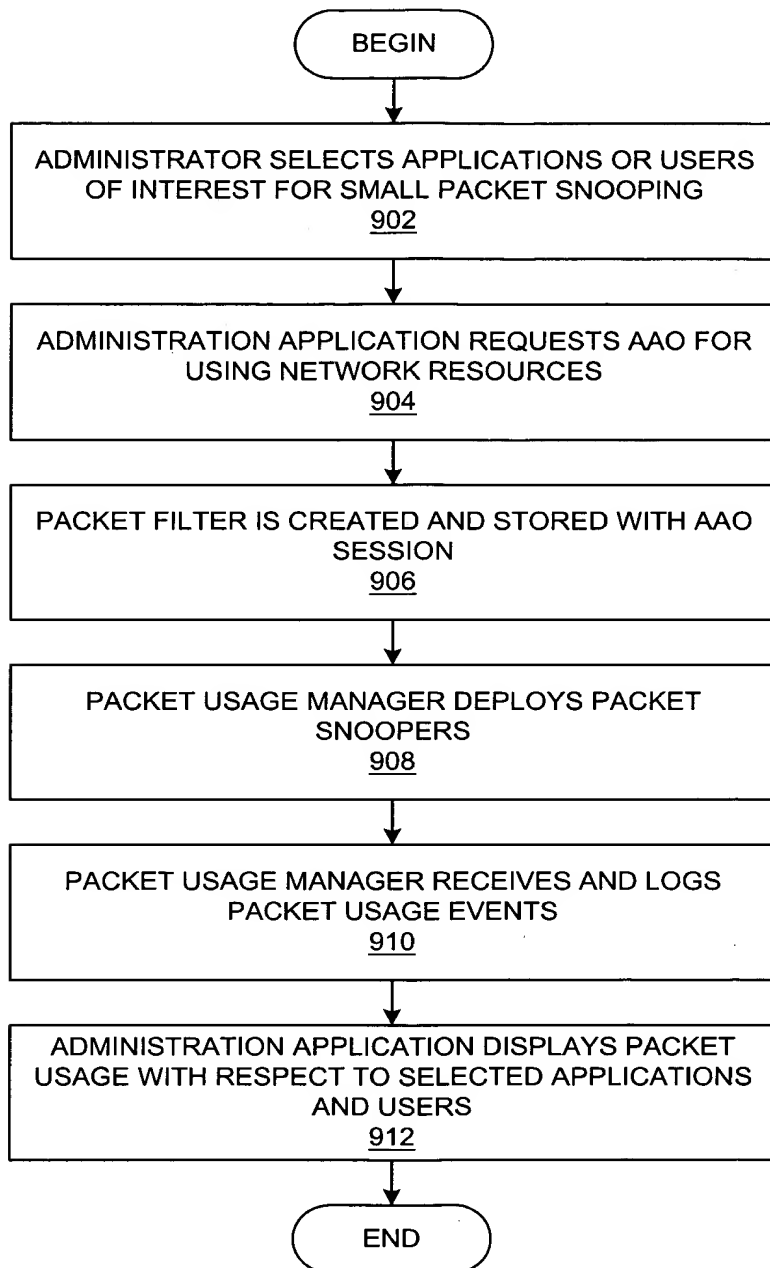 BEGIN
ADMINISTRATOR SELECTS APPLICATIONS OR USERS
OF INTEREST FOR SMALL PACKET SNOOPING
902
ADMINISTRATION APPLICATION REQUESTS AAO FOR
USING NETWORK RESOURCES
904
PACKET FILTER IS CREATED AND STORED WITH AAO
SESSION
906
PACKET USAGE MANAGER DEPLOYS PACKET
SNOOPERS
908
PACKET USAGE MANAGER RECEIVES AND LOGS
PACKET USAGE EVENTS
910
ADMINISTRATION APPLICATION DISPLAYS PACKET
USAGE WITH RESPECT TO SELECTED APPLICATIONS
AND USERS
912
END